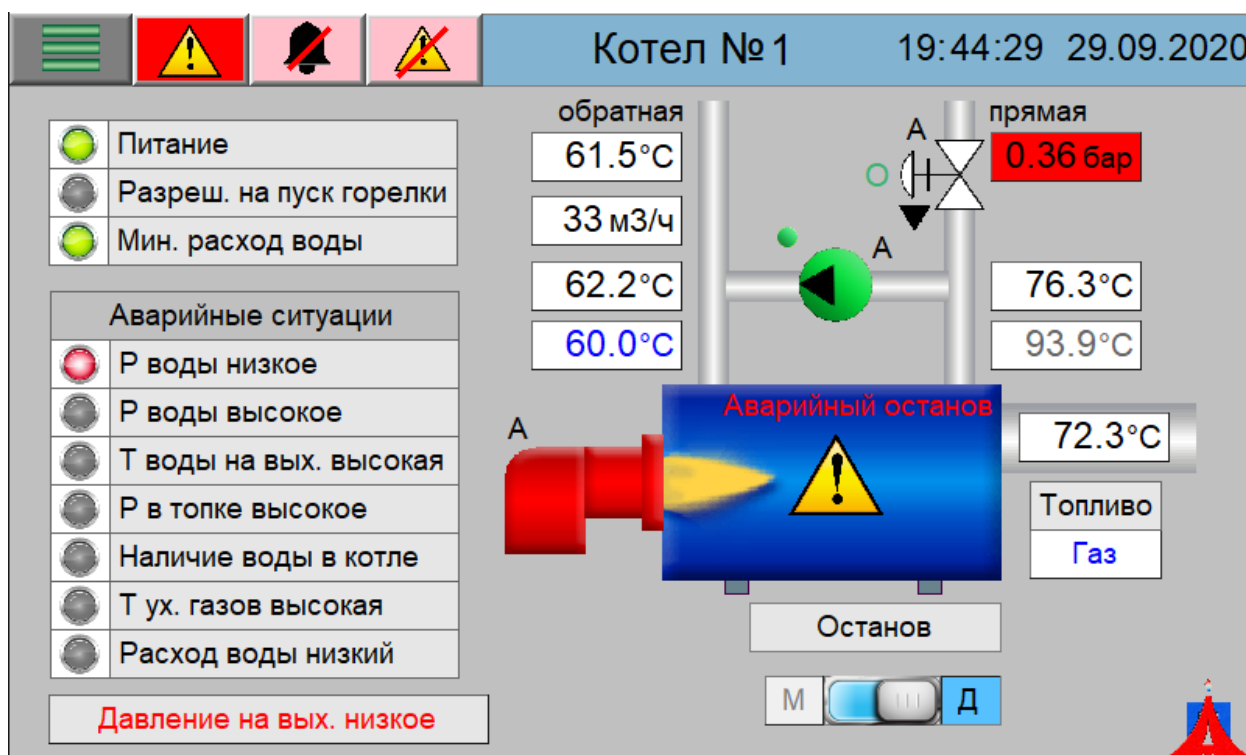 Котел №1
19:44:29 29.09.2020
Питание
Разреш. на пуск горелки
Мин. расход воды
Аварийные ситуации
Р воды низкое
Р воды высокое
Т воды на вых. высокая
Р в топке высокое
Наличие воды в котле
Т ух. газов высокая
Расход воды низкий
Давление на вых. низкое
обратная
61.5°C
33 м3/ч
62.2°C
60.0°C
А
О
А
прямая
0.36 бар
76.3°C
93.9°C
А
Аварийный останов
72.3°C
Топливо
Газ
Останов
М
Д